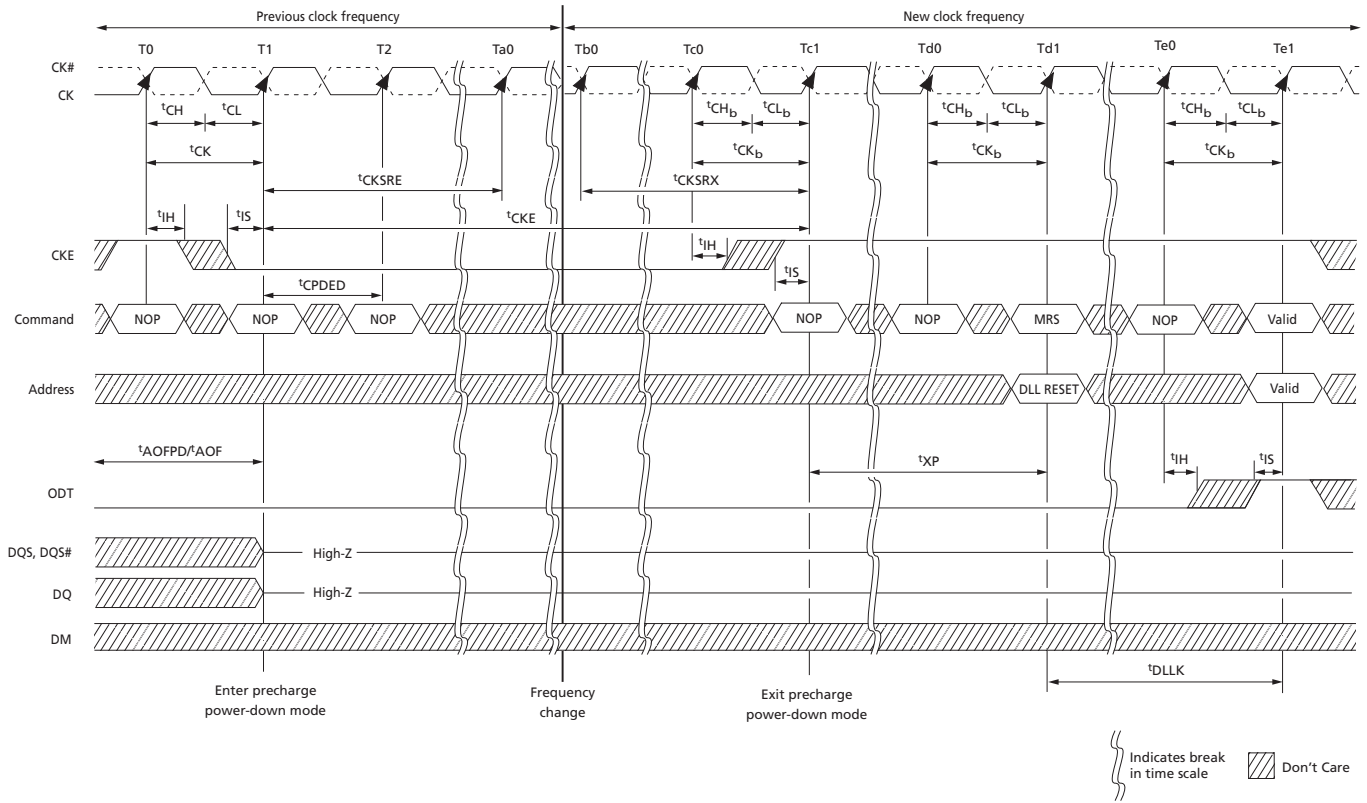 Previous clock frequency New clock frequency
T0 T1 T2 Ta0 Tb0 Tc0 Tc1 Td0 Td1 Te0 Te1
CK#
CK
tCH tCL tCHb tCLb tCHb tCLb tCHb tCLb
tCK tCKb tCKb tCKb
tCKSRE tCKSRX
tIH tIS tCKE
CKE tIH
tIS
tCPDED
Command NOP NOP NOP NOP NOP MRS NOP Valid
Address DLL RESET Valid
tAOFPD/tAOF tXP tIH tIS
ODT
DQS, DQS# High-Z
DQ High-Z
DM
tDLLK
Enter precharge
power-down mode
Frequency
change
Exit precharge
power-down mode
Indicates break
in time scale
Don't Care